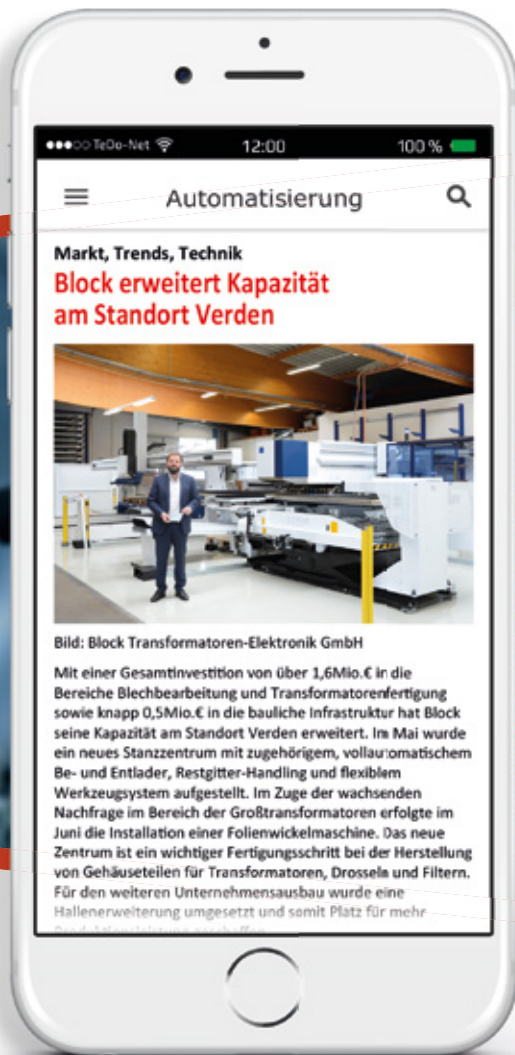 TeDo-Net 12:00 100 %
Automatisierung
Markt, Trends, Technik
Block erweitert Kapazität
am Standort Verden
Bild: Block Transformatoren-Elektronik GmbH
Mit einer Gesamtinvestition von über 1,6Mio.€ in die
Bereiche Blechbearbeitung und Transformatorenfertigung
sowie knapp 0,5Mio.€ in die bauliche Infrastruktur hat Block
seine Kapazität am Standort Verden erweitert. Im Mai wurde
ein neues Stanzzentrum mit zugehörigem, vollautomatischem
Be- und Entlader, Restgitter-Handling und flexiblem
Werkzeugsystem aufgestellt. Im Zuge der wachsenden
Nachfrage im Bereich der Großtransformatoren erfolgte im
Juni die Installation einer Folienwickelmaschine. Das neue
Zentrum ist ein wichtiger Fertigungsschritt bei der Herstellung
von Gehäuseteilen für Transformatoren, Drosseln und Filtern.
Für den weiteren Unternehmensausbau wurde eine
Hallenerweiterung umgesetzt und somit Platz für mehr